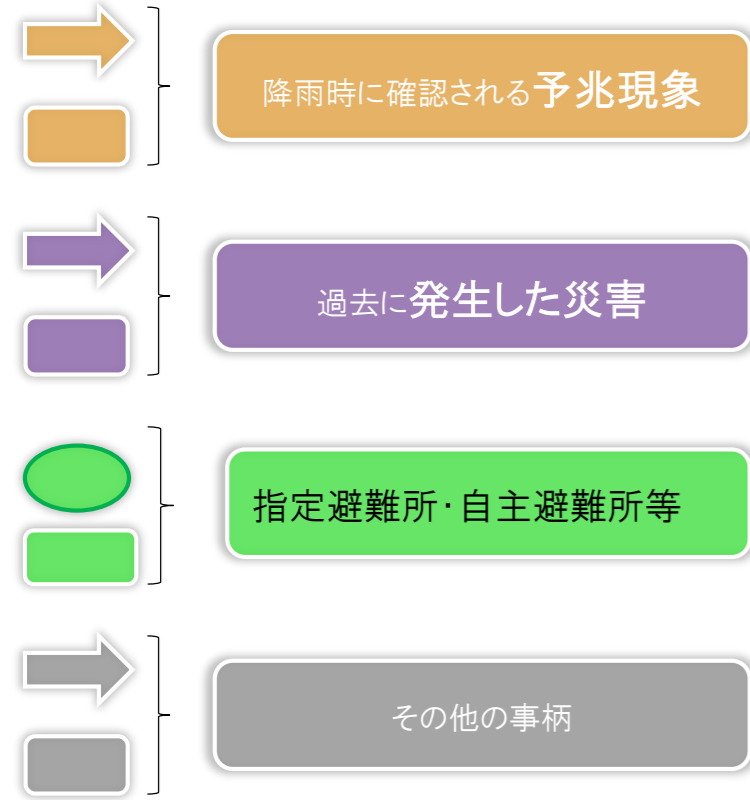 降雨時に確認される予兆現象
過去に発生した災害
指定避難所・自主避難所等
その他の事柄